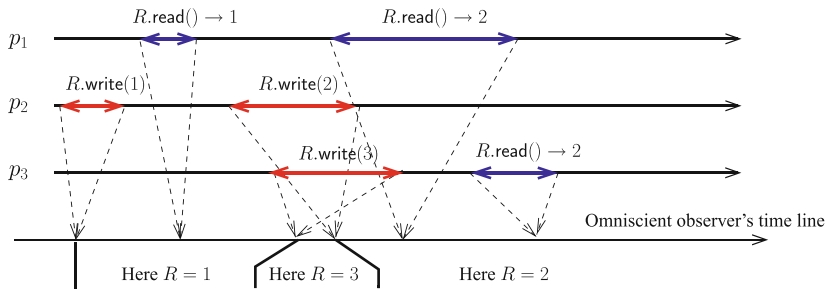 R.read() → 1
R.read() → 2
p₁
R.write(1)
R.write(2)
p₂
R.write(3)
R.read() → 2
p₃
Omniscient observer's time line
Here R = 1
Here R = 3
Here R = 2